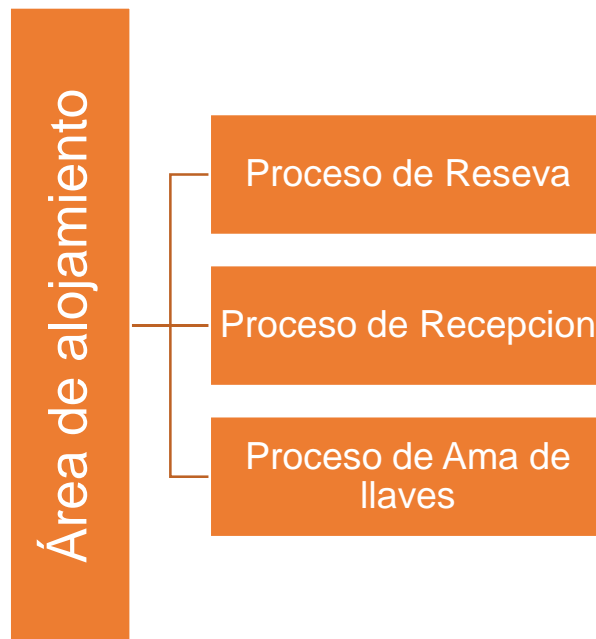 Área de alojamiento
Proceso de Reseva
Proceso de Recepcion
Proceso de Ama de
llaves